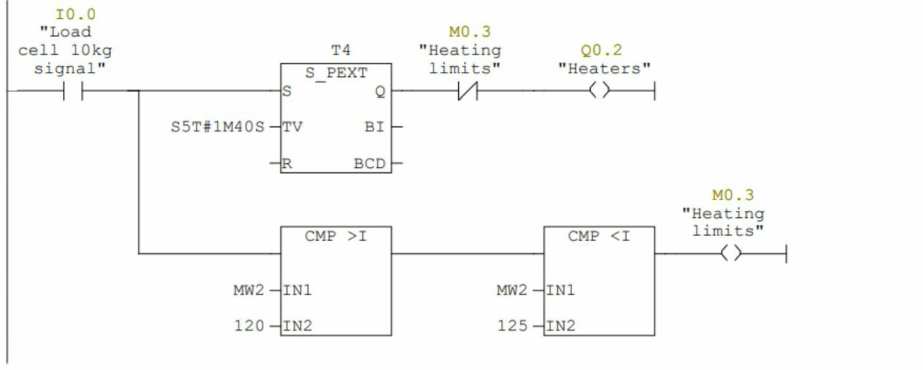 I0.0
"Load
cell 10kg
signal"
T4
S_PEXT
S
Q
S5T#1M40S
TV
BI
R
BCD
M0.3
"Heating
limits"
Q0.2
"Heaters"
CMP >I
MW2
IN1
120
IN2
CMP <I
MW2
IN1
125
IN2
M0.3
"Heating
limits"